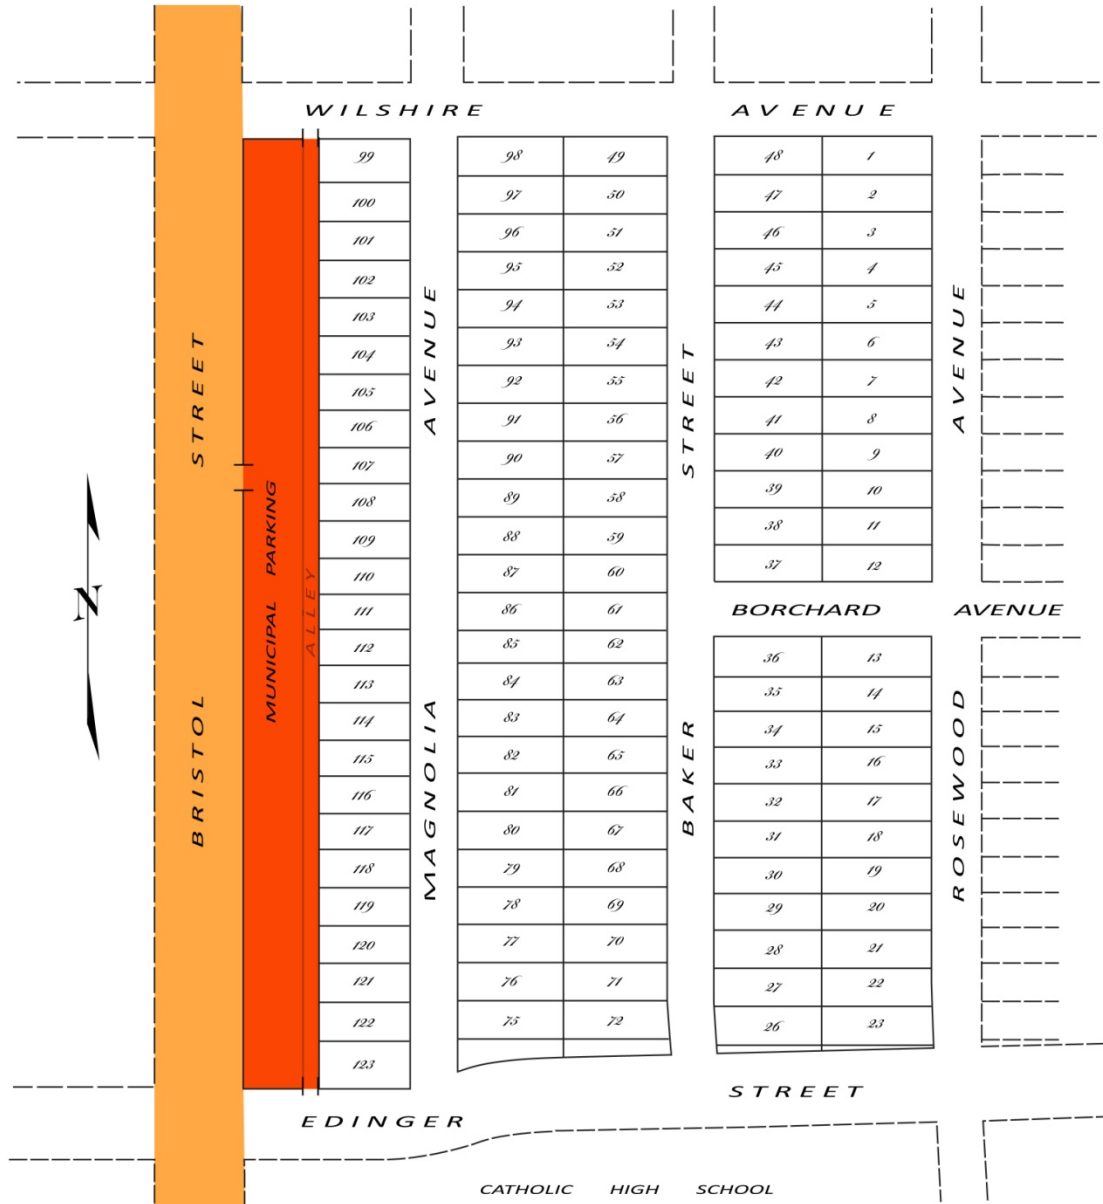 WILSHIRE AVENUE
99 98 49 48 1
100 97 50 47 2
101 96 51 46 3
102 95 52 45 4
103 94 53 44 5
104 93 54 43 6
105 92 55 42 7
106 91 56 41 8
107 90 57 40 9
108 89 58 39 10
109 88 59 38 11
110 87 60 37 12
111 86 61
BORCHARD AVENUE
112 85 62 36 13
113 84 63 35 14
114 83 64 34 15
115 82 65 33 16
116 81 66 32 17
117 80 67 31 18
118 79 68 30 19
119 78 69 29 20
120 77 70 28 21
121 76 71 27 22
122 75 72 26 23
123
BRISTOL STREET
MUNICIPAL PARKING
ALLEY
MAGNOLIA AVENUE
BAKER STREET
ROSEWOOD AVENUE
N
EDINGER STREET
CATHOLIC HIGH SCHOOL